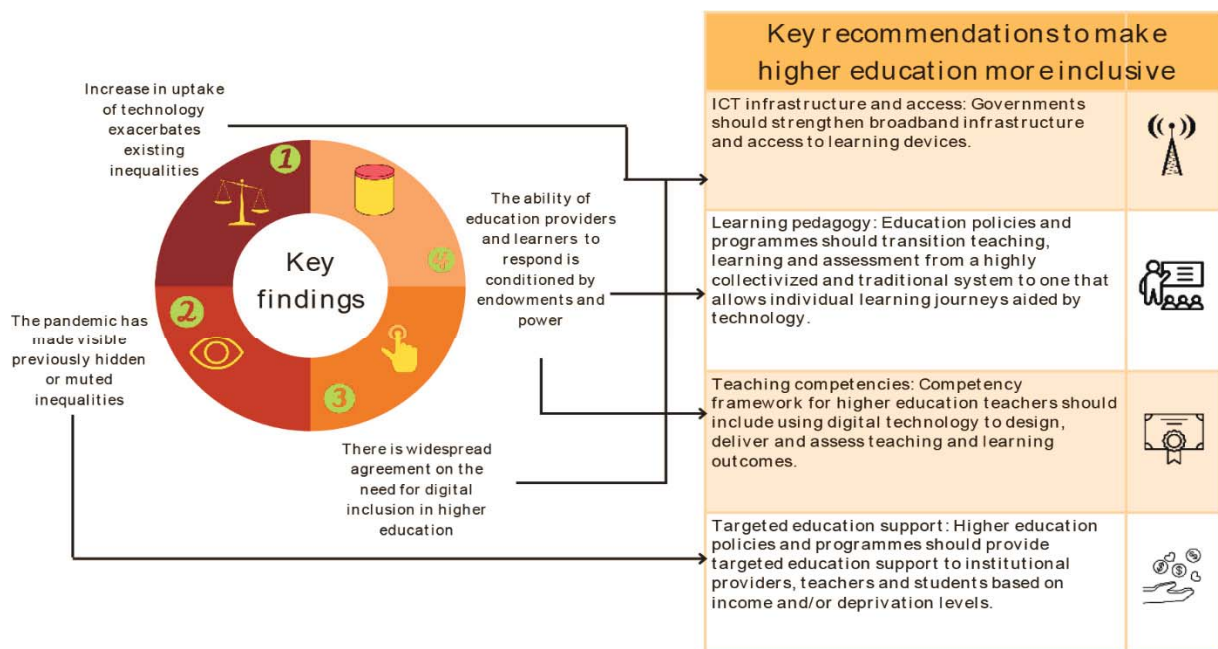 Increase in uptake
of technology
exacerbates
existing
inequalities
1
The pandemic has
made visible
previously hidden
or muted
inequalities
2
Key
findings
3
There is widespread
agreement on the
need for digital
inclusion in higher
education
4
The ability of
education providers
and learners to
respond is
conditioned by
endowments and
power
Key recommendations to make
higher education more inclusive
ICT infrastructure and access: Governments
should strengthen broadband infrastructure
and access to learning devices.
Learning pedagogy: Education policies and
programmes should transition teaching,
learning and assessment from a highly
collectivized and traditional system to one that
allows individual learning journeys aided by
technology.
Teaching competencies: Competency
framework for higher education teachers should
include using digital technology to design,
deliver and assess teaching and learning
outcomes.
Targeted education support: Higher education
policies and programmes should provide
targeted education support to institutional
providers, teachers and students based on
income and/or deprivation levels.